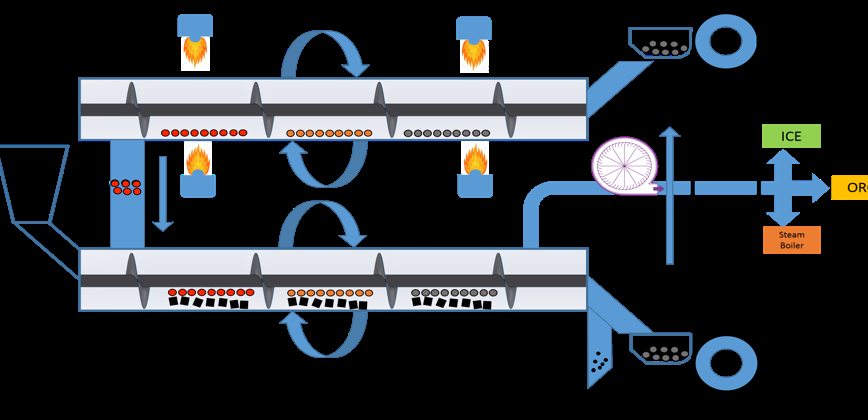 ICE
ORC
Steam
Boiler